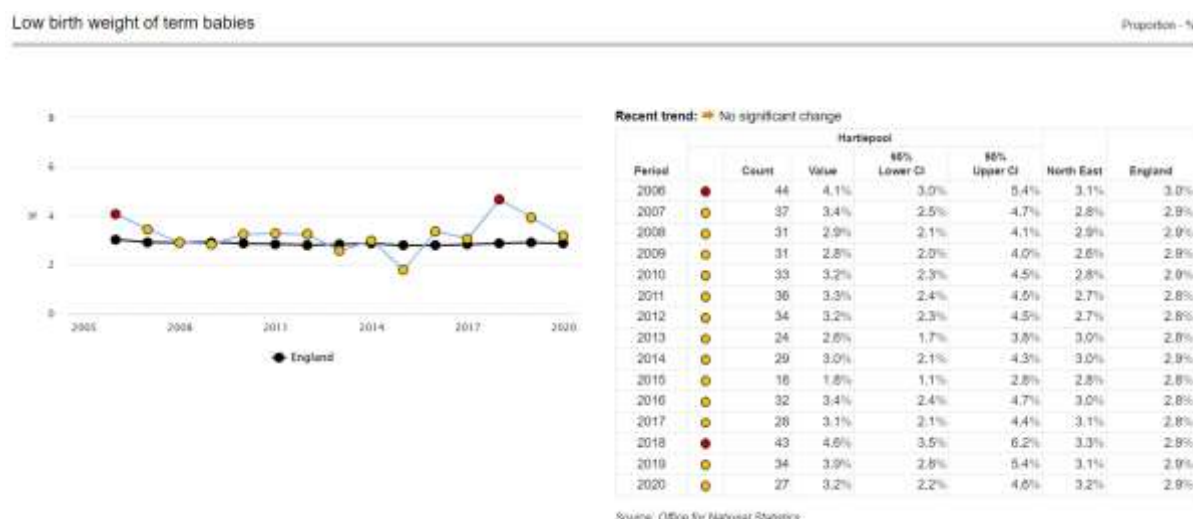 Low birth weight of term babies
Proportion - %
8
6
% 4
2
0
2005 2008 2011 2014 2017 2020
England
Recent trend: No significant change
Hartlepool
Period Count Value 95% Lower CI 95% Upper CI North East England
2006 44 4.1% 3.0% 5.4% 3.1% 3.0%
2007 37 3.4% 2.5% 4.7% 2.8% 2.9%
2008 31 2.9% 2.1% 4.1% 2.9% 2.9%
2009 31 2.8% 2.0% 4.0% 2.6% 2.9%
2010 33 3.2% 2.3% 4.5% 2.8% 2.9%
2011 36 3.3% 2.4% 4.5% 2.7% 2.8%
2012 34 3.2% 2.3% 4.5% 2.7% 2.8%
2013 24 2.6% 1.7% 3.8% 3.0% 2.8%
2014 29 3.0% 2.1% 4.3% 3.0% 2.9%
2015 16 1.8% 1.1% 2.8% 2.8% 2.8%
2016 32 3.4% 2.4% 4.7% 3.0% 2.8%
2017 28 3.1% 2.1% 4.4% 3.1% 2.8%
2018 43 4.6% 3.5% 6.2% 3.3% 2.9%
2019 34 3.9% 2.8% 5.4% 3.1% 2.9%
2020 27 3.2% 2.2% 4.6% 3.2% 2.9%
Source: Office for National Statistics